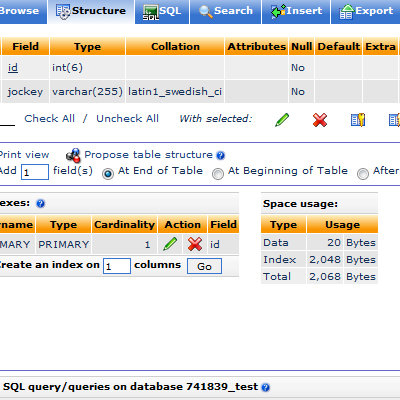 Browse Structure SQL Search Insert Export
Field Type Collation Attributes Null Default Extra
id int(6) No
jockey varchar(255) latin1_swedish_ci No
Check All / Uncheck All With selected:
Print view Propose table structure
Add 1 field(s) At End of Table At Beginning of Table After
exes: Space usage:
name Type Cardinality Action Field Type Usage
MARY PRIMARY 1 id Data 20 Bytes
Create an index on 1 columns Go Index 2,048 Bytes
Total 2,068 Bytes
SQL query/queries on database 741839_test